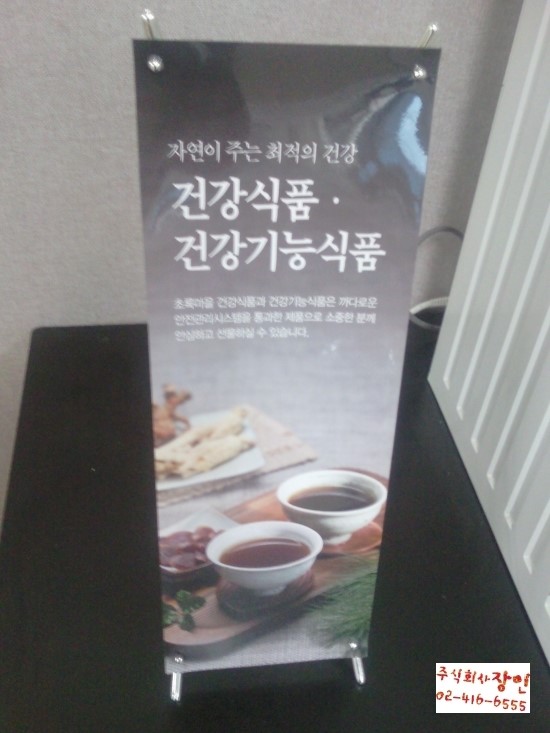 자연이 주는 최적의 건강
건강식품 ·
건강기능식품
초록마을 건강식품과 건강기능식품은 까다로운
안전관리시스템을 통과한 제품으로 소중한 분께
안심하고 선물하실 수 있습니다.
주식회사 장인
02-416-6555